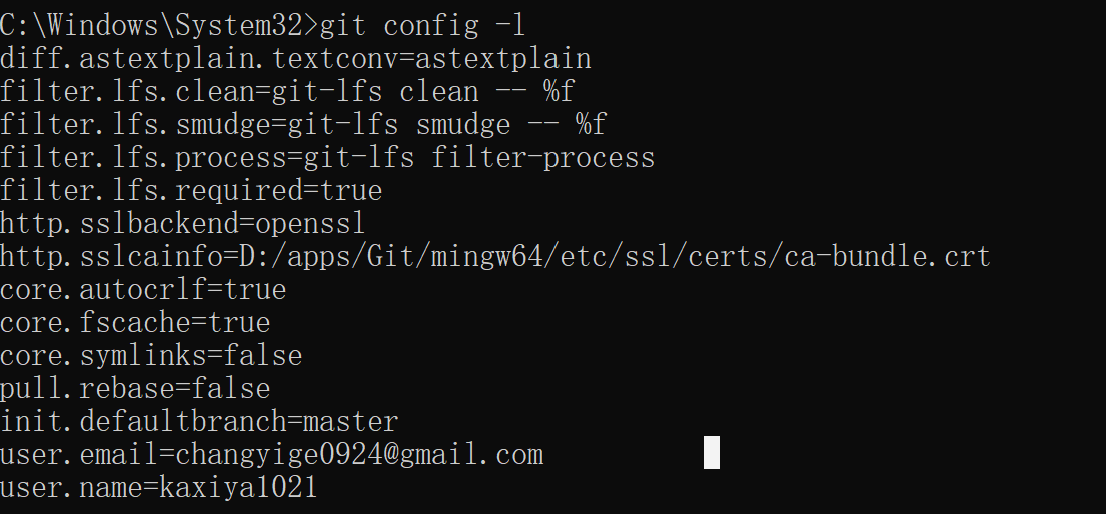 C:\Windows\System32>git config -l
diff.astextplain.textconv=astextplain
filter.lfs.clean=git-lfs clean -- %f
filter.lfs.smudge=git-lfs smudge -- %f
filter.lfs.process=git-lfs filter-process
filter.lfs.required=true
http.sslbackend=openssl
http.sslcainfo=D:/apps/Git/mingw64/etc/ssl/certs/ca-bundle.crt
core.autocrlf=true
core.fscache=true
core.symlinks=false
pull.rebase=false
init.defaultbranch=master
user.email=changyige0924@gmail.com
user.name=kaxiya1021